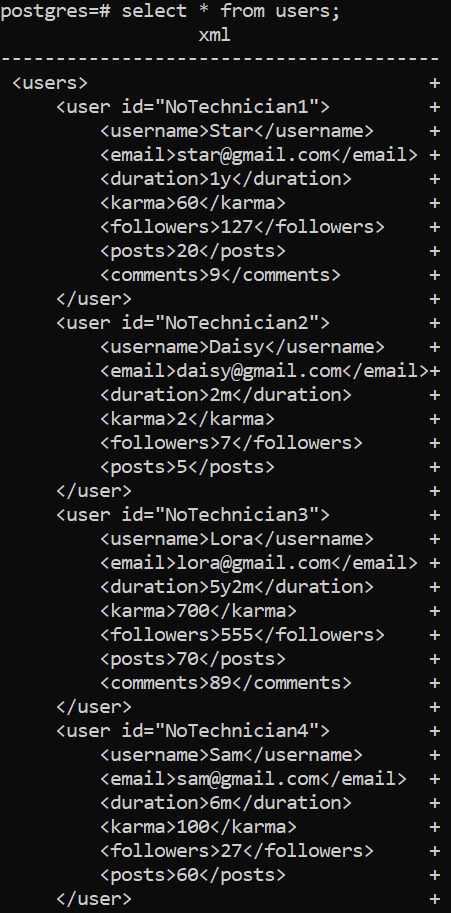 postgres=# select * from users;
                  xml
----------------------------------------
 <users>                               +
     <user id="NoTechnician1">         +
         <username>Star</username>     +
         <email>star@gmail.com</email> +
         <duration>1y</duration>       +
         <karma>60</karma>             +
         <followers>127</followers>    +
         <posts>20</posts>             +
         <comments>9</comments>        +
     </user>                           +
     <user id="NoTechnician2">         +
         <username>Daisy</username>    +
         <email>daisy@gmail.com</email>+
         <duration>2m</duration>       +
         <karma>2</karma>              +
         <followers>7</followers>      +
         <posts>5</posts>              +
     </user>                           +
     <user id="NoTechnician3">         +
         <username>Lora</username>     +
         <email>lora@gmail.com</email> +
         <duration>5y2m</duration>     +
         <karma>700</karma>            +
         <followers>555</followers>    +
         <posts>70</posts>             +
         <comments>89</comments>       +
     </user>                           +
     <user id="NoTechnician4">         +
         <username>Sam</username>      +
         <email>sam@gmail.com</email>  +
         <duration>6m</duration>       +
         <karma>100</karma>            +
         <followers>27</followers>     +
         <posts>60</posts>             +
     </user>                           +